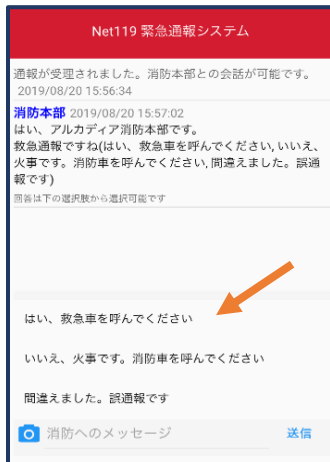 Net119 緊急通報システム
通報が受理されました。消防本部との会話が可能です。
2019/08/20 15:56:34
消防本部 2019/08/20 15:57:02
はい、アルカディア消防本部です。
救急通報ですね(はい、救急車を呼んでください, いいえ、
火事です。消防車を呼んでください, 間違えました。誤通
報です)
回答は下の選択肢から選択可能です
はい、救急車を呼んでください
いいえ、火事です。消防車を呼んでください
間違えました。誤通報です
消防へのメッセージ 送信